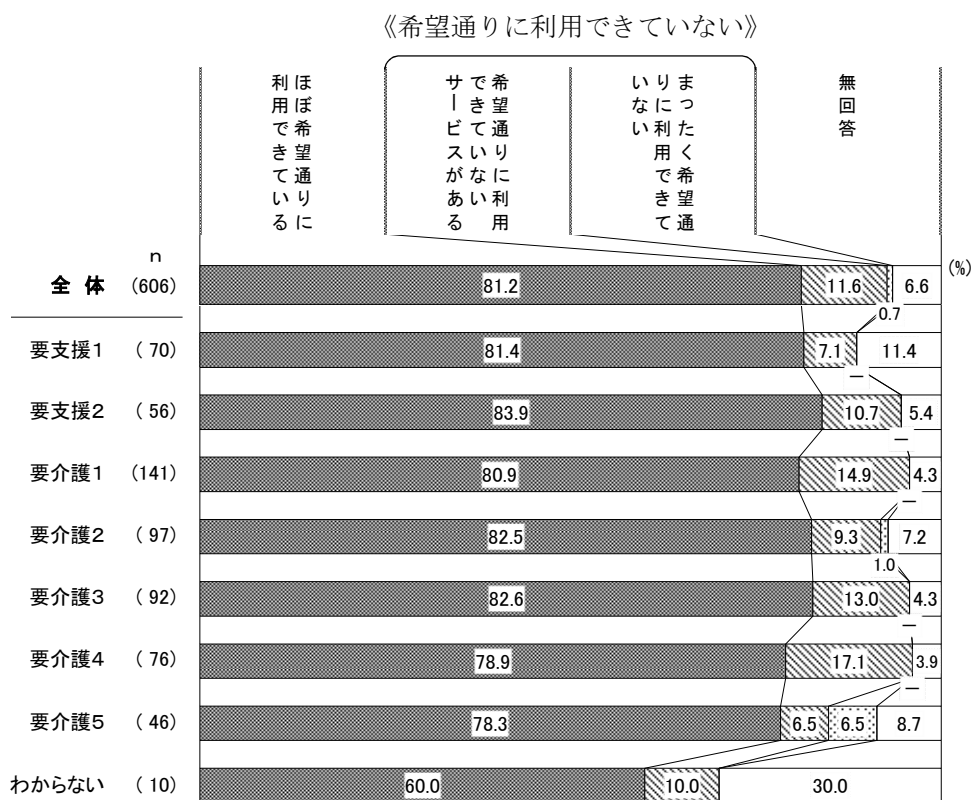 《希望通りに利用できていない》
ほぼ希望通りに
利用できている
希望通りに利用
できていない
サービスがある
まったく希望通
りに利用できて
いない
無回答
n
(%)
全体 (606) 81.2 11.6 6.6
0.7
要支援1 ( 70) 81.4 7.1 11.4
―
要支援2 ( 56) 83.9 10.7 5.4
―
要介護1 (141) 80.9 14.9 4.3
―
要介護2 ( 97) 82.5 9.3 7.2
1.0
要介護3 ( 92) 82.6 13.0 4.3
―
要介護4 ( 76) 78.9 17.1 3.9
―
要介護5 ( 46) 78.3 6.5 6.5 8.7
わからない ( 10) 60.0 10.0 30.0